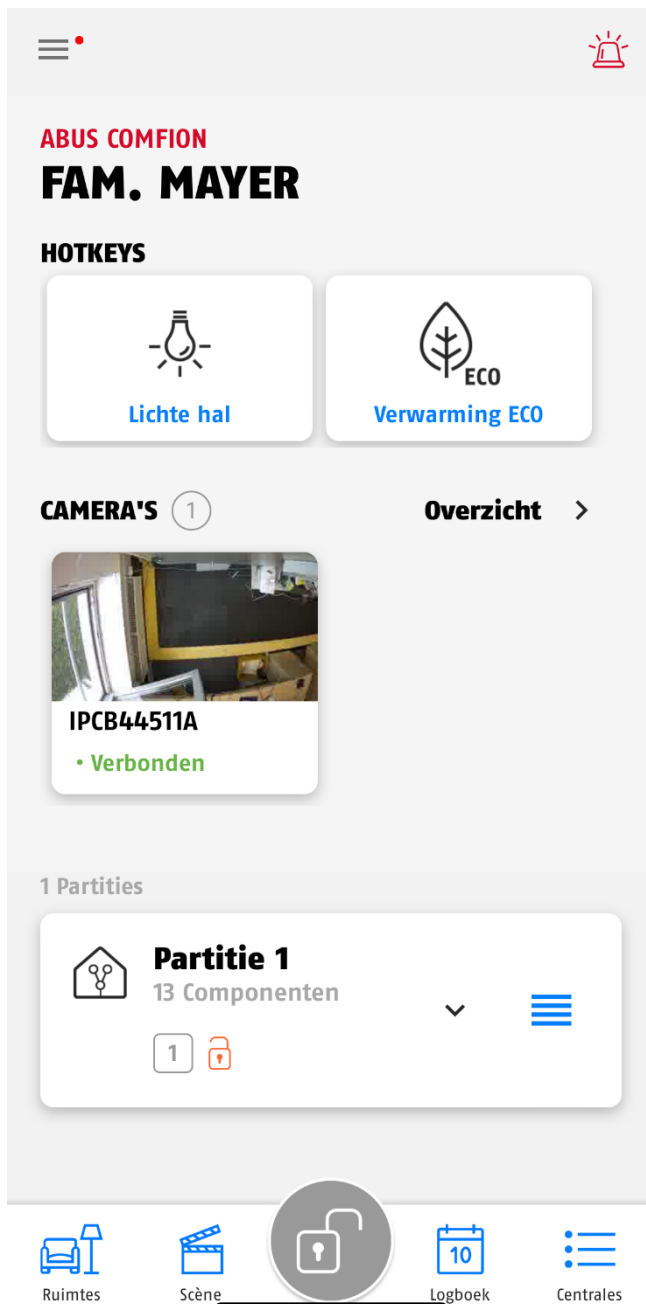 ABUS COMFION
FAM. MAYER
HOTKEYS
ECO
Lichte hal
Verwarming ECO
CAMERA'S 1
Overzicht
IPCB44511A
• Verbonden
1 Partities
Partitie 1
13 Componenten
1
10
Ruimtes
Scène
Logboek
Centrales